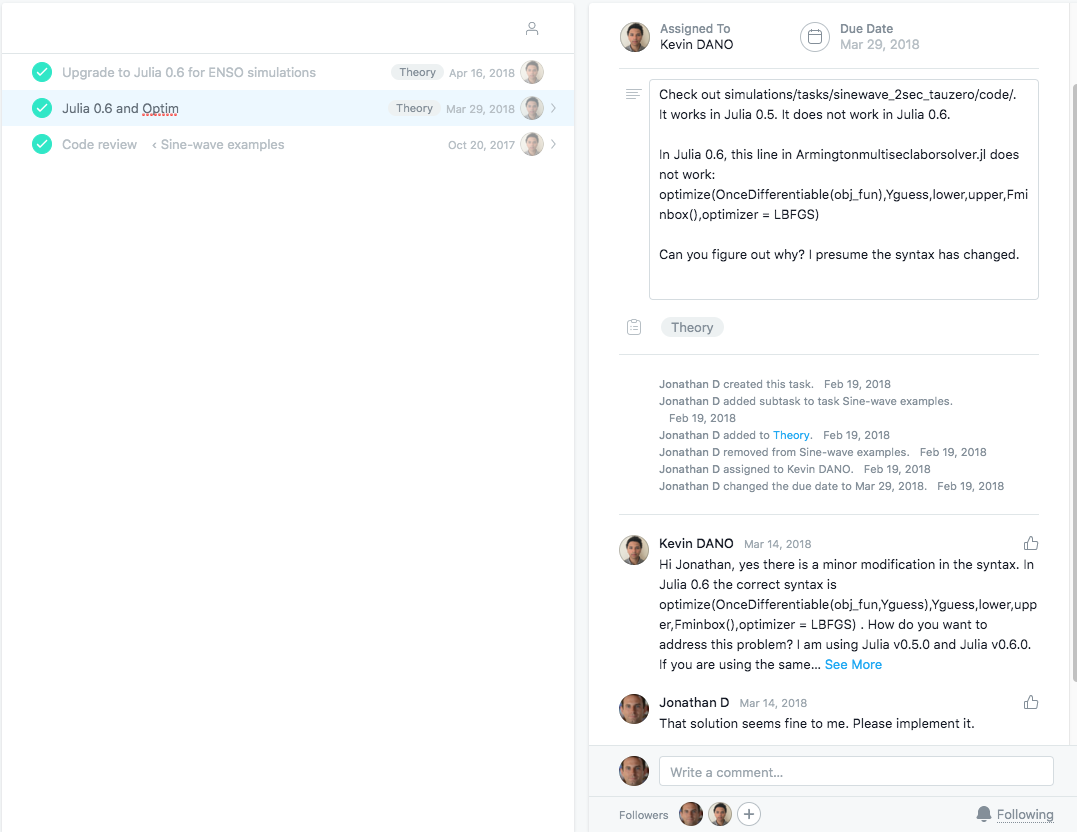 Upgrade to Julia 0.6 for ENSO simulations Theory Apr 16, 2018
Julia 0.6 and Optim Theory Mar 29, 2018
Code review ‹ Sine-wave examples Oct 20, 2017
Assigned To
Kevin DANO
Due Date
Mar 29, 2018
Check out simulations/tasks/sinewave_2sec_tauzero/code/.
It works in Julia 0.5. It does not work in Julia 0.6.
In Julia 0.6, this line in Armingtonmultiseclaborsolver.jl does
not work:
optimize(OnceDifferentiable(obj_fun),Yguess,lower,upper,Fmi
nbox(),optimizer = LBFGS)
Can you figure out why? I presume the syntax has changed.
Theory
Jonathan D created this task. Feb 19, 2018
Jonathan D added subtask to task Sine-wave examples.
Feb 19, 2018
Jonathan D added to Theory. Feb 19, 2018
Jonathan D removed from Sine-wave examples. Feb 19, 2018
Jonathan D assigned to Kevin DANO. Feb 19, 2018
Jonathan D changed the due date to Mar 29, 2018. Feb 19, 2018
Kevin DANO Mar 14, 2018
Hi Jonathan, yes there is a minor modification in the syntax. In
Julia 0.6 the correct syntax is
optimize(OnceDifferentiable(obj_fun,Yguess),Yguess,lower,upp
er,Fminbox(),optimizer = LBFGS) . How do you want to
address this problem? I am using Julia v0.5.0 and Julia v0.6.0.
If you are using the same... See More
Jonathan D Mar 14, 2018
That solution seems fine to me. Please implement it.
Write a comment...
Followers
Following